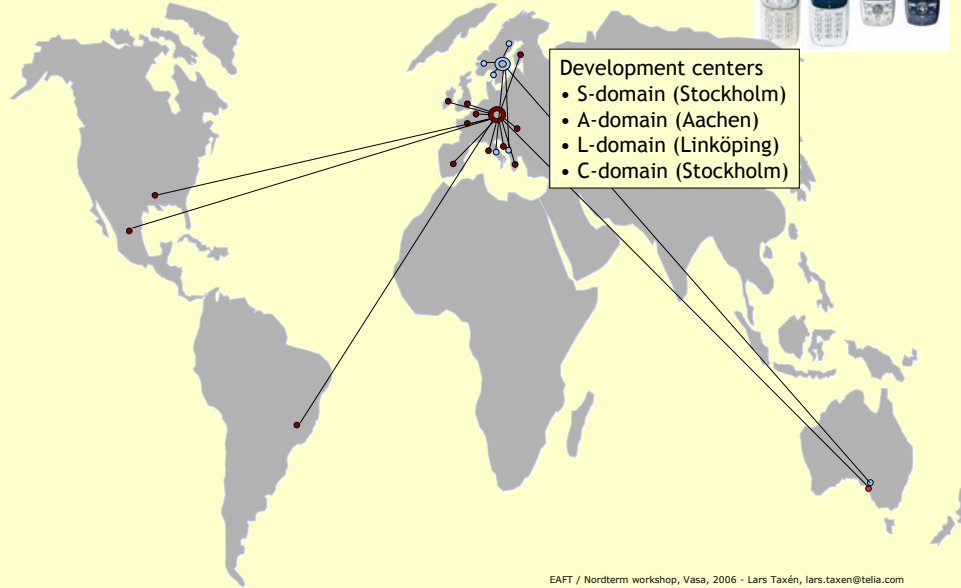 Development centers
• S-domain (Stockholm)
• A-domain (Aachen)
• L-domain (Linköping)
• C-domain (Stockholm)
EAFT / Nordterm workshop, Vasa, 2006 - Lars Taxén, lars.taxen@telia.com